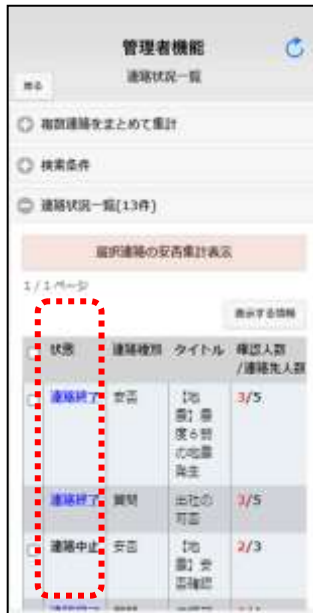 管理者機能
連絡状況一覧
戻る
複数連絡をまとめて集計
検索条件
連絡状況一覧(13件)
選択連絡の安否集計表示
1/1ページ
表示する情報
状態 連絡種別 タイトル 確認人数
/連絡先人数
連絡終了 安否 【地 3/5
震】震
度6弱
の地震
発生
連絡終了 質問 出社の 3/5
可否
連絡中止 安否 【地 2/3
震】安
否確認